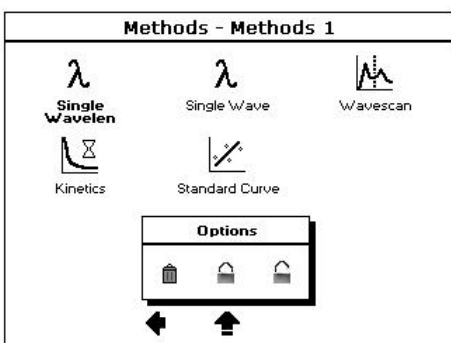 Methods - Methods 1
λ
λ
Single
Wavelen
Single Wave
Wavescan
Kinetics
Standard Curve
Options